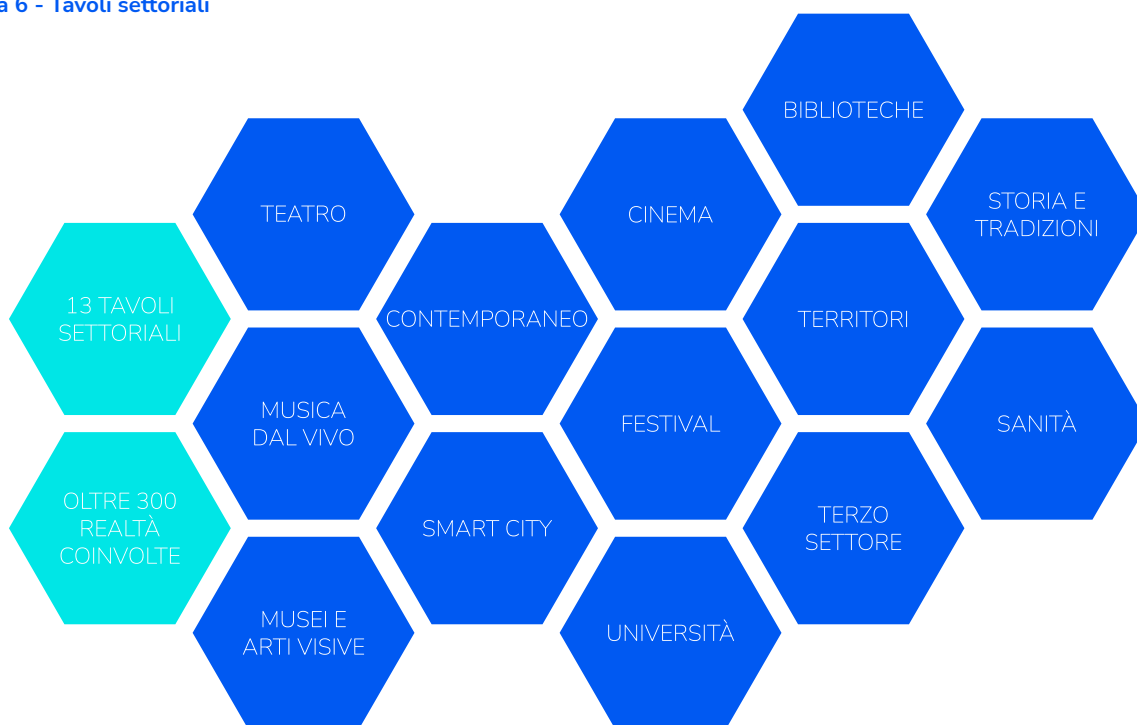 a 6 - Tavoli settoriali
BIBLIOTECHE
TEATRO
CINEMA
STORIA E
TRADIZIONI
13 TAVOLI
SETTORIALI
CONTEMPORANEO
TERRITORI
MUSICA
DAL VIVO
FESTIVAL
SANITÀ
OLTRE 300
REALTÀ
COINVOLTE
SMART CITY
TERZO
SETTORE
MUSEI E
ARTI VISIVE
UNIVERSITÀ